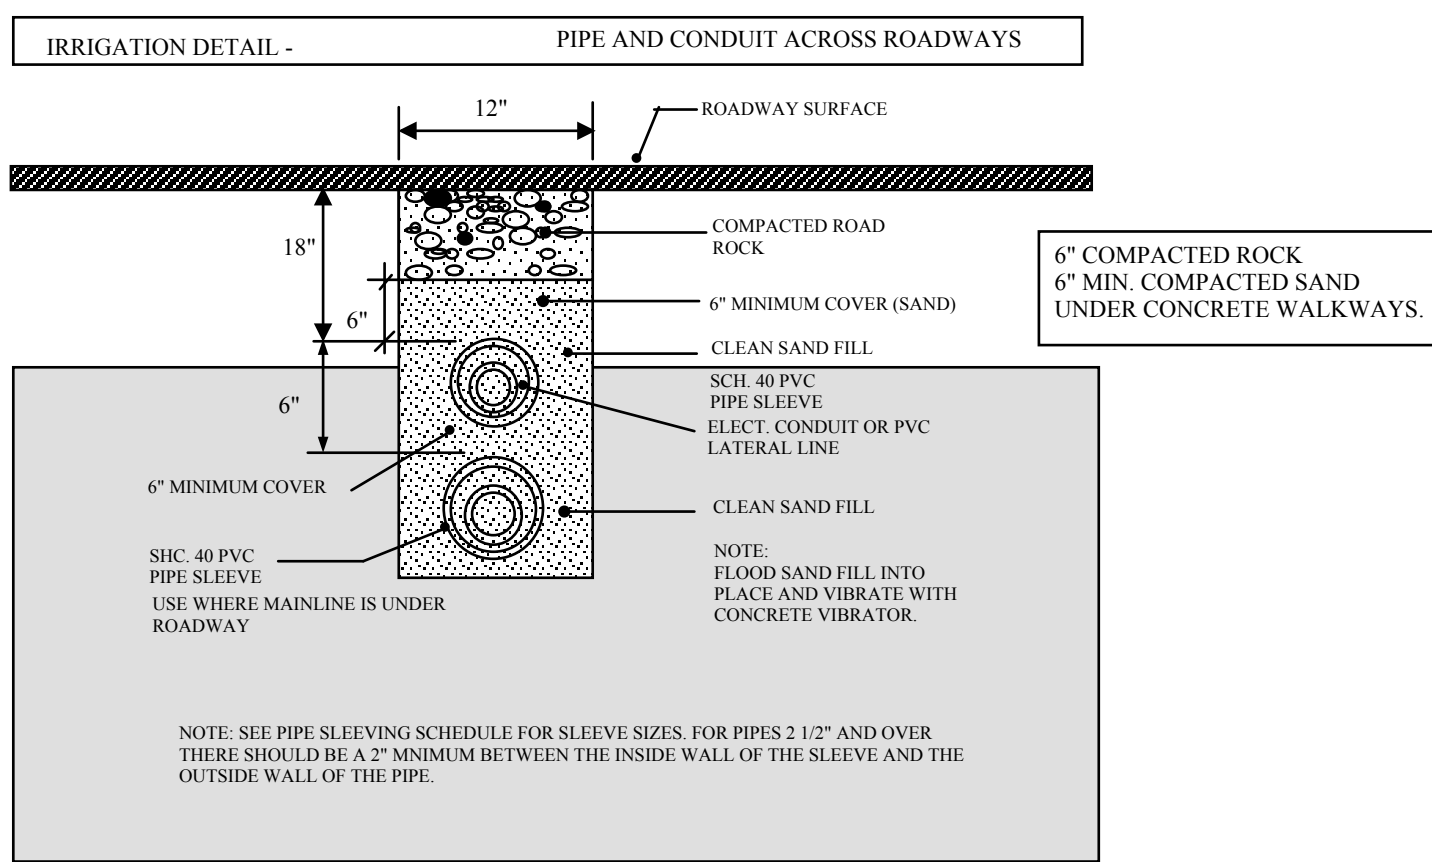 IRRIGATION DETAIL -
PIPE AND CONDUIT ACROSS ROADWAYS
12"
ROADWAY SURFACE
18"
COMPACTED ROAD
ROCK
6" COMPACTED ROCK
6" MIN. COMPACTED SAND
UNDER CONCRETE WALKWAYS.
6" MINIMUM COVER (SAND)
6"
CLEAN SAND FILL
SCH. 40 PVC
PIPE SLEEVE
6"
ELECT. CONDUIT OR PVC
LATERAL LINE
6" MINIMUM COVER
CLEAN SAND FILL
SHC. 40 PVC
PIPE SLEEVE
USE WHERE MAINLINE IS UNDER
ROADWAY
NOTE:
FLOOD SAND FILL INTO
PLACE AND VIBRATE WITH
CONCRETE VIBRATOR.
NOTE: SEE PIPE SLEEVING SCHEDULE FOR SLEEVE SIZES. FOR PIPES 2 1/2" AND OVER
THERE SHOULD BE A 2" MNIMUM BETWEEN THE INSIDE WALL OF THE SLEEVE AND THE
OUTSIDE WALL OF THE PIPE.